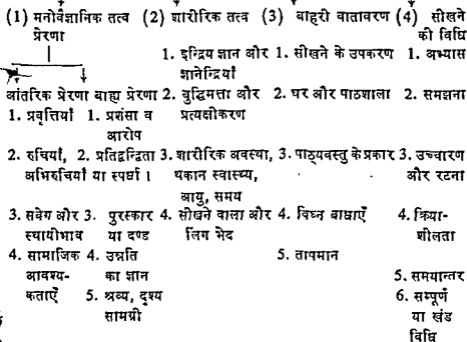 (1) मनोवैज्ञानिक तत्व (2) शारीरिक तत्व (3) बाहरी वातावरण (4) सीखने
प्रेरणा की विधि
1. इन्द्रिय ज्ञान और 1. सीखने के उपकरण 1. अभ्यास
ज्ञानेन्द्रियाँ
आंतरिक प्रेरणा बाह्य प्रेरणा 2. बुद्धिमत्ता और 2. घर और पाठशाला 2. समझना
1. प्रवृत्तियाँ 1. प्रशंसा व प्रत्यक्षीकरण
आरोप
2. रुचियाँ, 2. प्रतिद्वन्दिता 3. शारीरिक अवस्था, 3. पाठ्यवस्तु के प्रकार 3. उच्चारण
अभिरुचियाँ या स्पर्धा । थकान स्वास्थ्य, और रटना
आयु, समय
3. संवेग और 3. पुरस्कार 4. सीखने वाला और 4. विघ्न बाधाएँ 4. क्रिया-
स्थायीभाव या दण्ड लिंग भेद शीलता
4. सामाजिक 4. उन्नति 5. तापमान
आवश्य- का ज्ञान 5. समयान्तर
कताएँ 5. श्रव्य, दृश्य 6. सम्पूर्ण
सामग्री या खंड
विधि